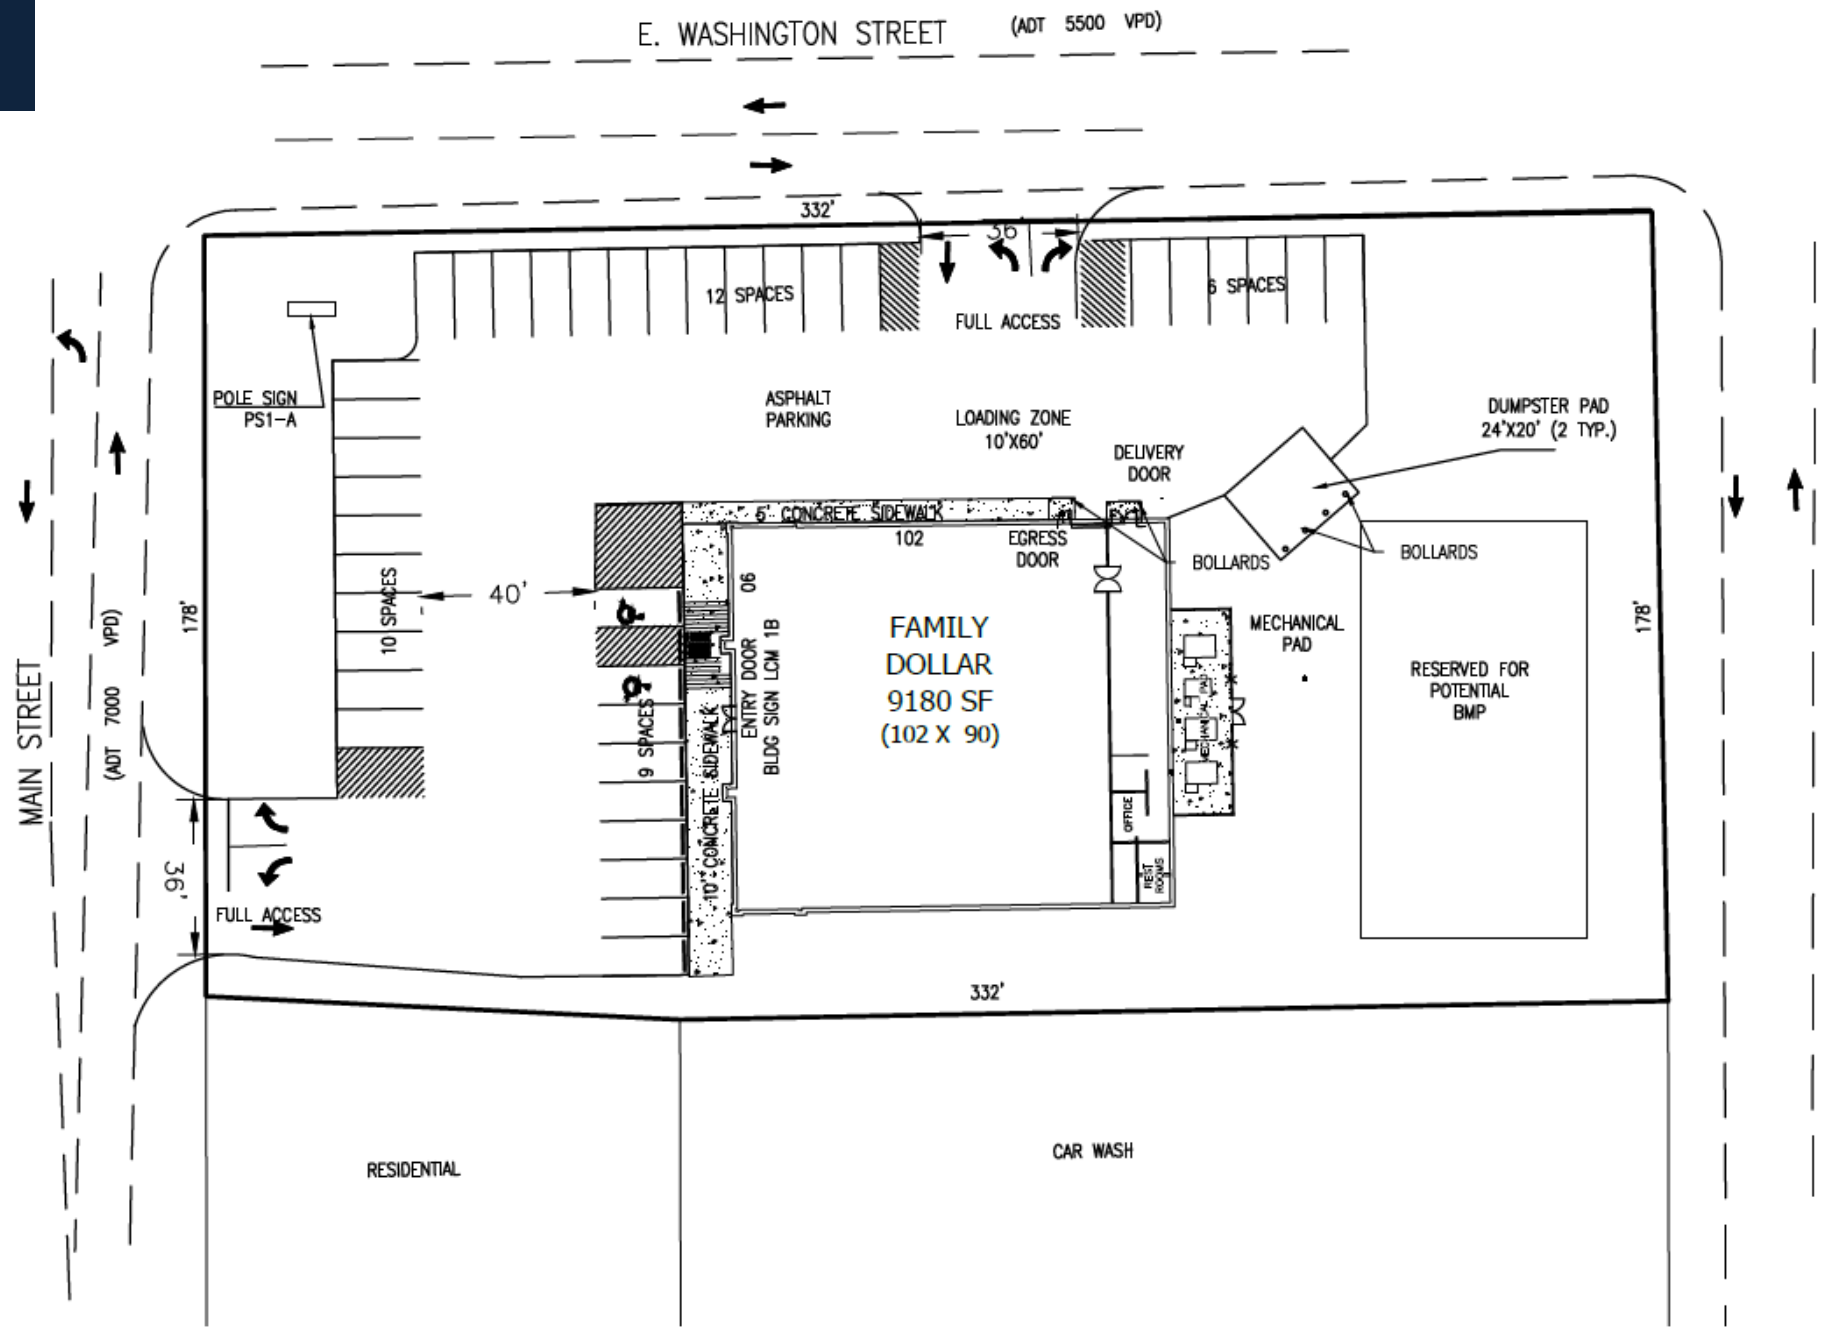 E. WASHINGTON STREET
(ADT 5500 VPD)
332'
36'
12 SPACES
6 SPACES
FULL ACCESS
POLE SIGN
PS1-A
ASPHALT
PARKING
LOADING ZONE
10'X60'
DELIVERY
DOOR
DUMPSTER PAD
24'X20' (2 TYP.)
5' CONCRETE SIDEWALK
102
EGRESS
DOOR
BOLLARDS
BOLLARDS
40'
10 SPACES
178'
MAIN STREET
(ADT 7000 VPD)
90
ENTRY DOOR
BLDG SIGN LCM 1B
FAMILY
DOLLAR
9180 SF
(102 X 90)
MECHANICAL
PAD
MECHANICAL PAD
RESERVED FOR
POTENTIAL
BMP
178'
9 SPACES
10' CONCRETE SIDEWALK
OFFICE
REST
ROOMS
36'
FULL ACCESS
332'
RESIDENTIAL
CAR WASH